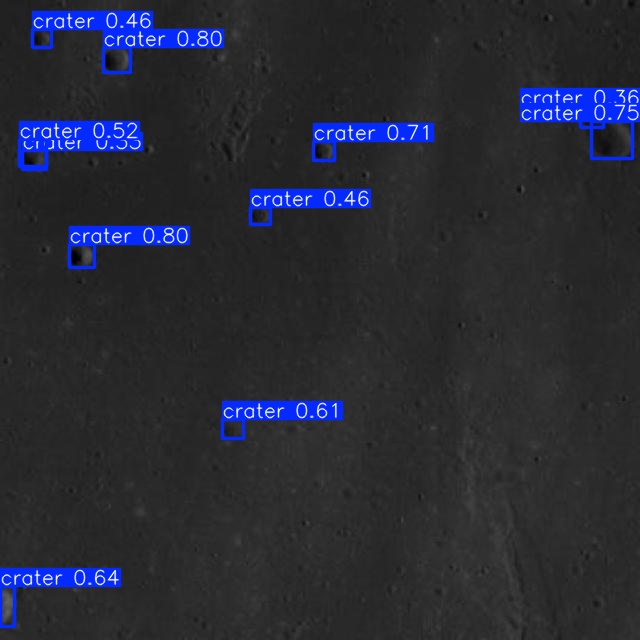 crater 0.46
crater 0.80
crater 0.36
crater 0.75
crater 0.52
crater 0.71
crater 0.46
crater 0.80
crater 0.61
crater 0.64